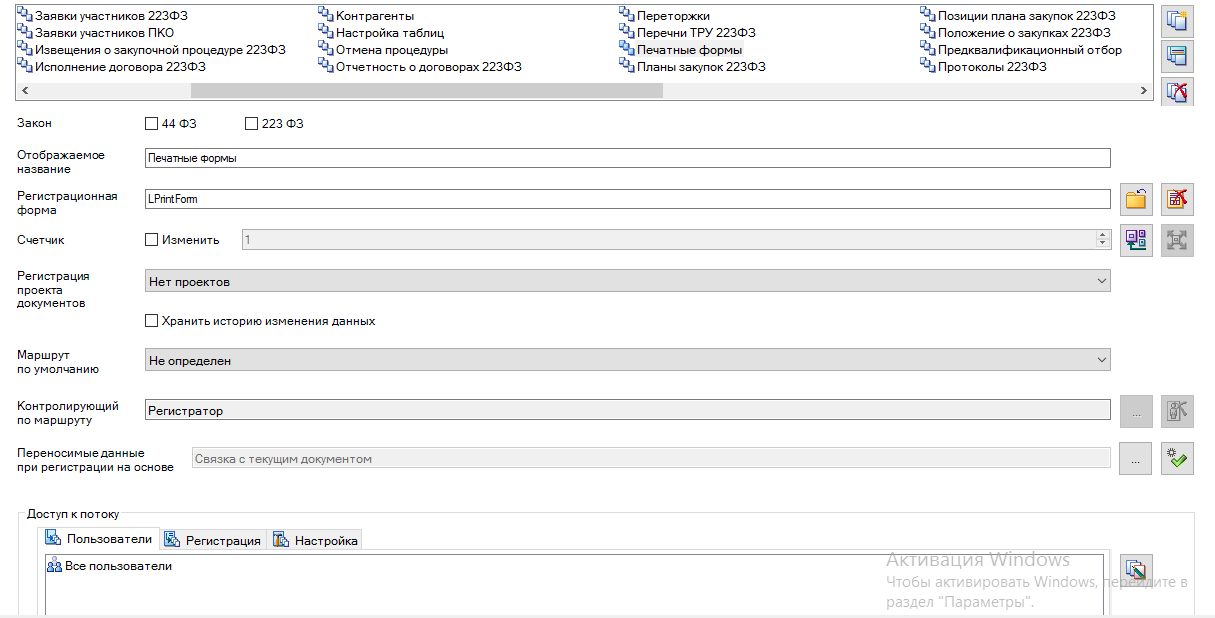 Заявки участников 223ФЗ
Контрагенты
Переторжки
Позиции плана закупок 223ФЗ
Заявки участников ПКО
Настройка таблиц
Перечни ТРУ 223ФЗ
Положение о закупках 223ФЗ
Извещения о закупочной процедуре 223ФЗ
Отмена процедуры
Печатные формы
Предквалификационный отбор
Исполнение договора 223ФЗ
Отчетность о договорах 223ФЗ
Планы закупок 223ФЗ
Протоколы 223ФЗ
Закон
44 ФЗ
223 ФЗ
Отображаемое
название
Печатные формы
Регистрационная
форма
LPrintForm
Счетчик
Изменить
1
Регистрация
проекта
документов
Нет проектов
Хранить историю изменения данных
Маршрут
по умолчанию
Не определен
Контролирующий
по маршруту
Регистратор
...
Переносимые данные
при регистрации на основе
Связка с текущим документом
...
Доступ к потоку
Пользователи
Регистрация
Настройка
Все пользователи
Активация Windows
Чтобы активировать Windows, перейдите в
раздел "Параметры".